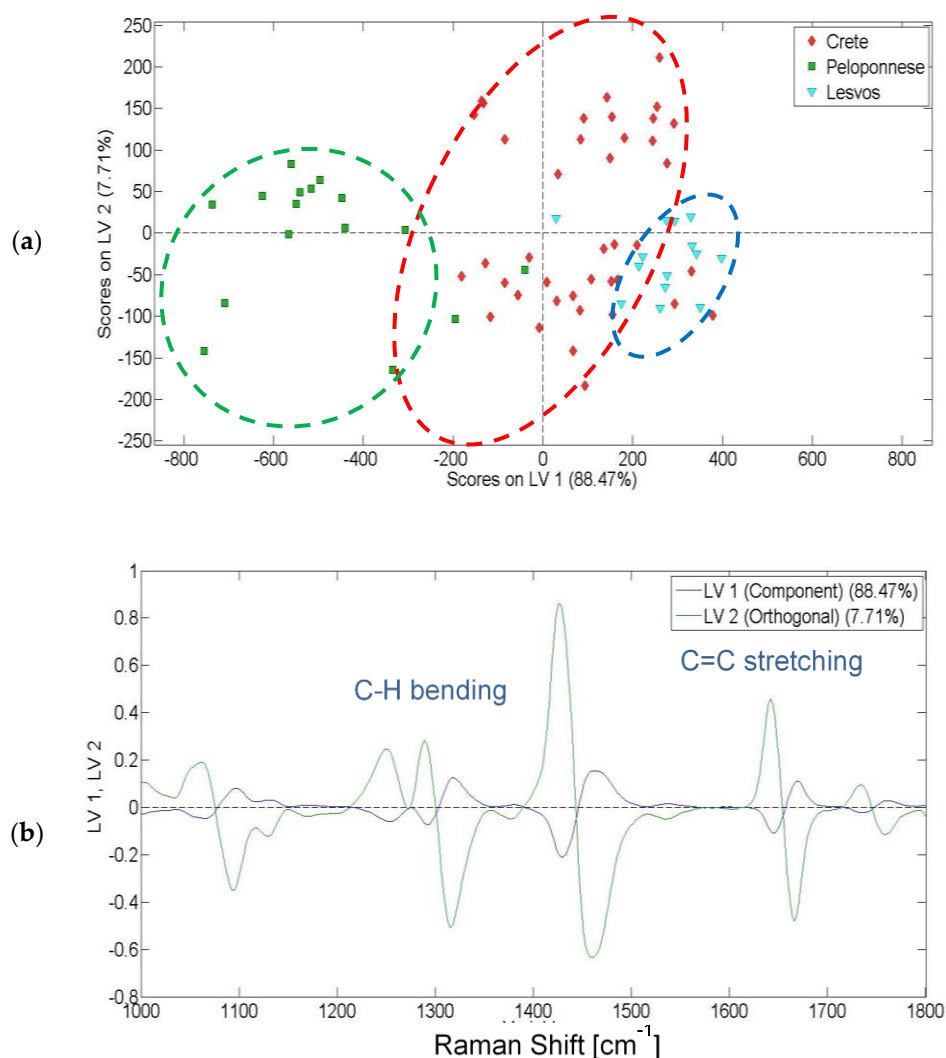 (a)
Scores on LV 2 (7.71%)
250
200
150
100
50
0
-50
-100
-150
-200
-250
Crete
Peloponnese
Lesvos
-800 -600 -400 -200 0 200 400 600 800
Scores on LV 1 (88.47%)
(b)
LV 1, LV 2
1
0.8
0.6
0.4
0.2
0
-0.2
-0.4
-0.6
-0.8
LV 1 (Component) (88.47%)
LV 2 (Orthogonal) (7.71%)
C=C stretching
C-H bending
1000 1100 1200 1300 1400 1500 1600 1700 1800
Raman Shift [cm⁻¹]